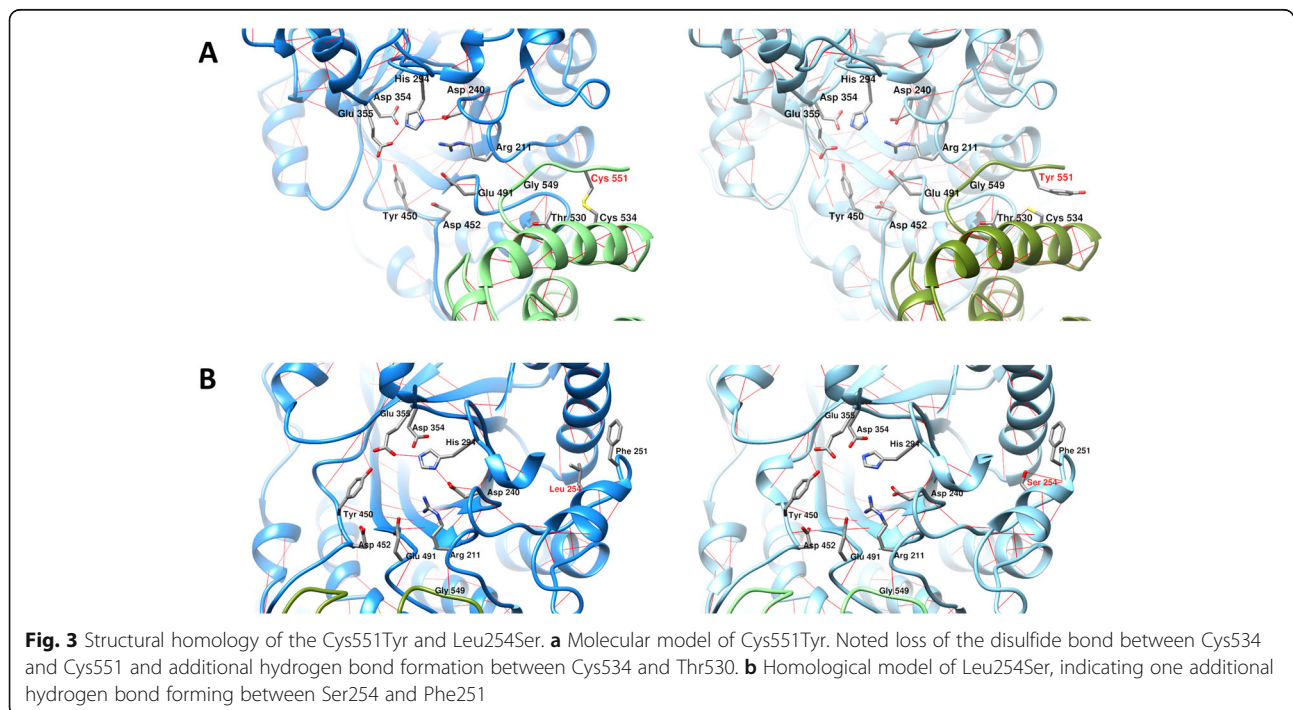 A
His 294
Asp 240
Asp 354
Glu 355
Arg 211
Cys 551
Gly 549
Glu 491
Tyr 450
Thr 530
Cys 534
Asp 452
His 294
Asp 240
Asp 354
Glu 355
Arg 211
Gly 549
Tyr 551
Glu 491
Tyr 450
Thr 530
Cys 534
Asp 452
B
Glu 355
Asp 354
His 294
Phe 251
Leu 254
Asp 240
Tyr 450
Asp 452
Glu 491
Arg 211
Gly 549
Glu 355
Asp 354
His 294
Phe 251
Ser 254
Asp 240
Tyr 450
Asp 452
Glu 491
Arg 211
Gly 549
Fig. 3 Structural homology of the Cys551Tyr and Leu254Ser. a Molecular model of Cys551Tyr. Noted loss of the disulfide bond between Cys534
and Cys551 and additional hydrogen bond formation between Cys534 and Thr530. b Homological model of Leu254Ser, indicating one additional
hydrogen bond forming between Ser254 and Phe251